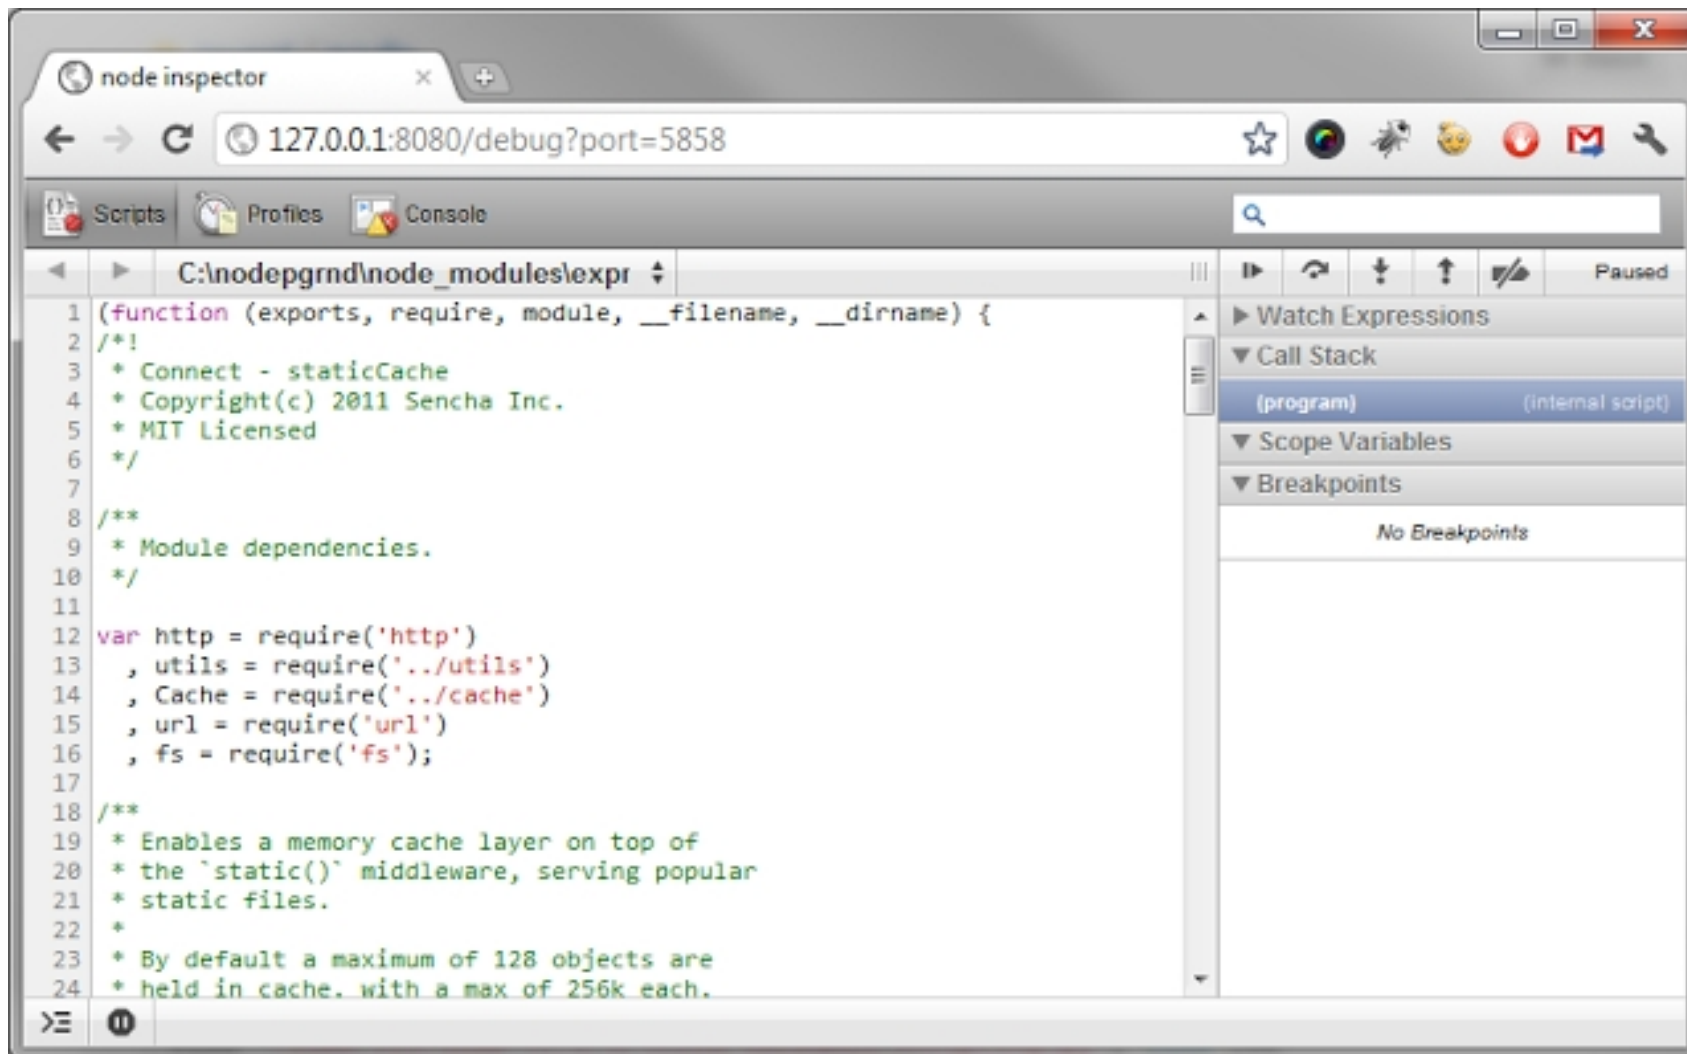 node inspector
127.0.0.1:8080/debug?port=5858
Scripts Profiles Console
C:\nodepgrnd\node_modules\expr
Paused
1 (function (exports, require, module, __filename, __dirname) {
2 /*!
3 * Connect - staticCache
4 * Copyright(c) 2011 Sencha Inc.
5 * MIT Licensed
6 */
7
8 /**
9 * Module dependencies.
10 */
11
12 var http = require('http')
13 , utils = require('../utils')
14 , Cache = require('../cache')
15 , url = require('url')
16 , fs = require('fs');
17
18 /**
19 * Enables a memory cache layer on top of
20 * the `static()` middleware, serving popular
21 * static files.
22 *
23 * By default a maximum of 128 objects are
24 * held in cache, with a max of 256k each,
Watch Expressions
Call Stack
(program) (internal script)
Scope Variables
Breakpoints
No Breakpoints